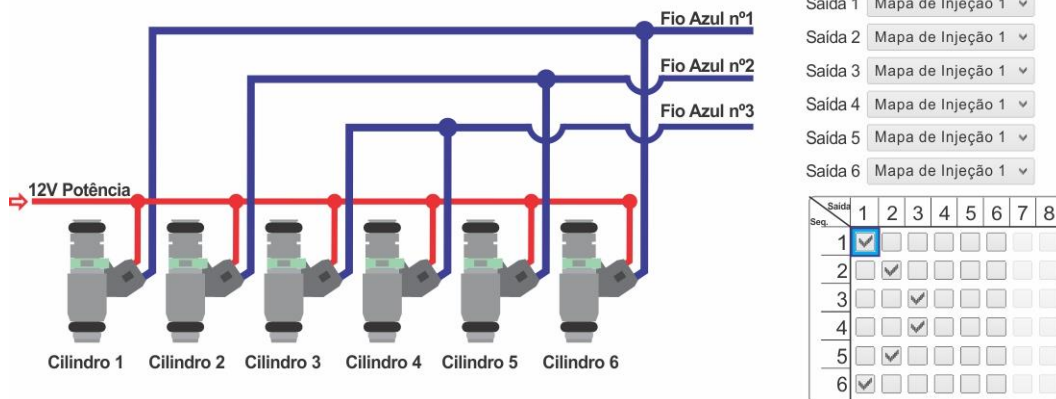 Fio Azul nº1
Fio Azul nº2
Fio Azul nº3
12V Potência
Cilindro 1 Cilindro 2 Cilindro 3 Cilindro 4 Cilindro 5 Cilindro 6
Saída 1 Mapa de Injeção 1
Saída 2 Mapa de Injeção 1
Saída 3 Mapa de Injeção 1
Saída 4 Mapa de Injeção 1
Saída 5 Mapa de Injeção 1
Saída 6 Mapa de Injeção 1
Saída
Seq.
1 2 3 4 5 6 7 8
1
2
3
4
5
6